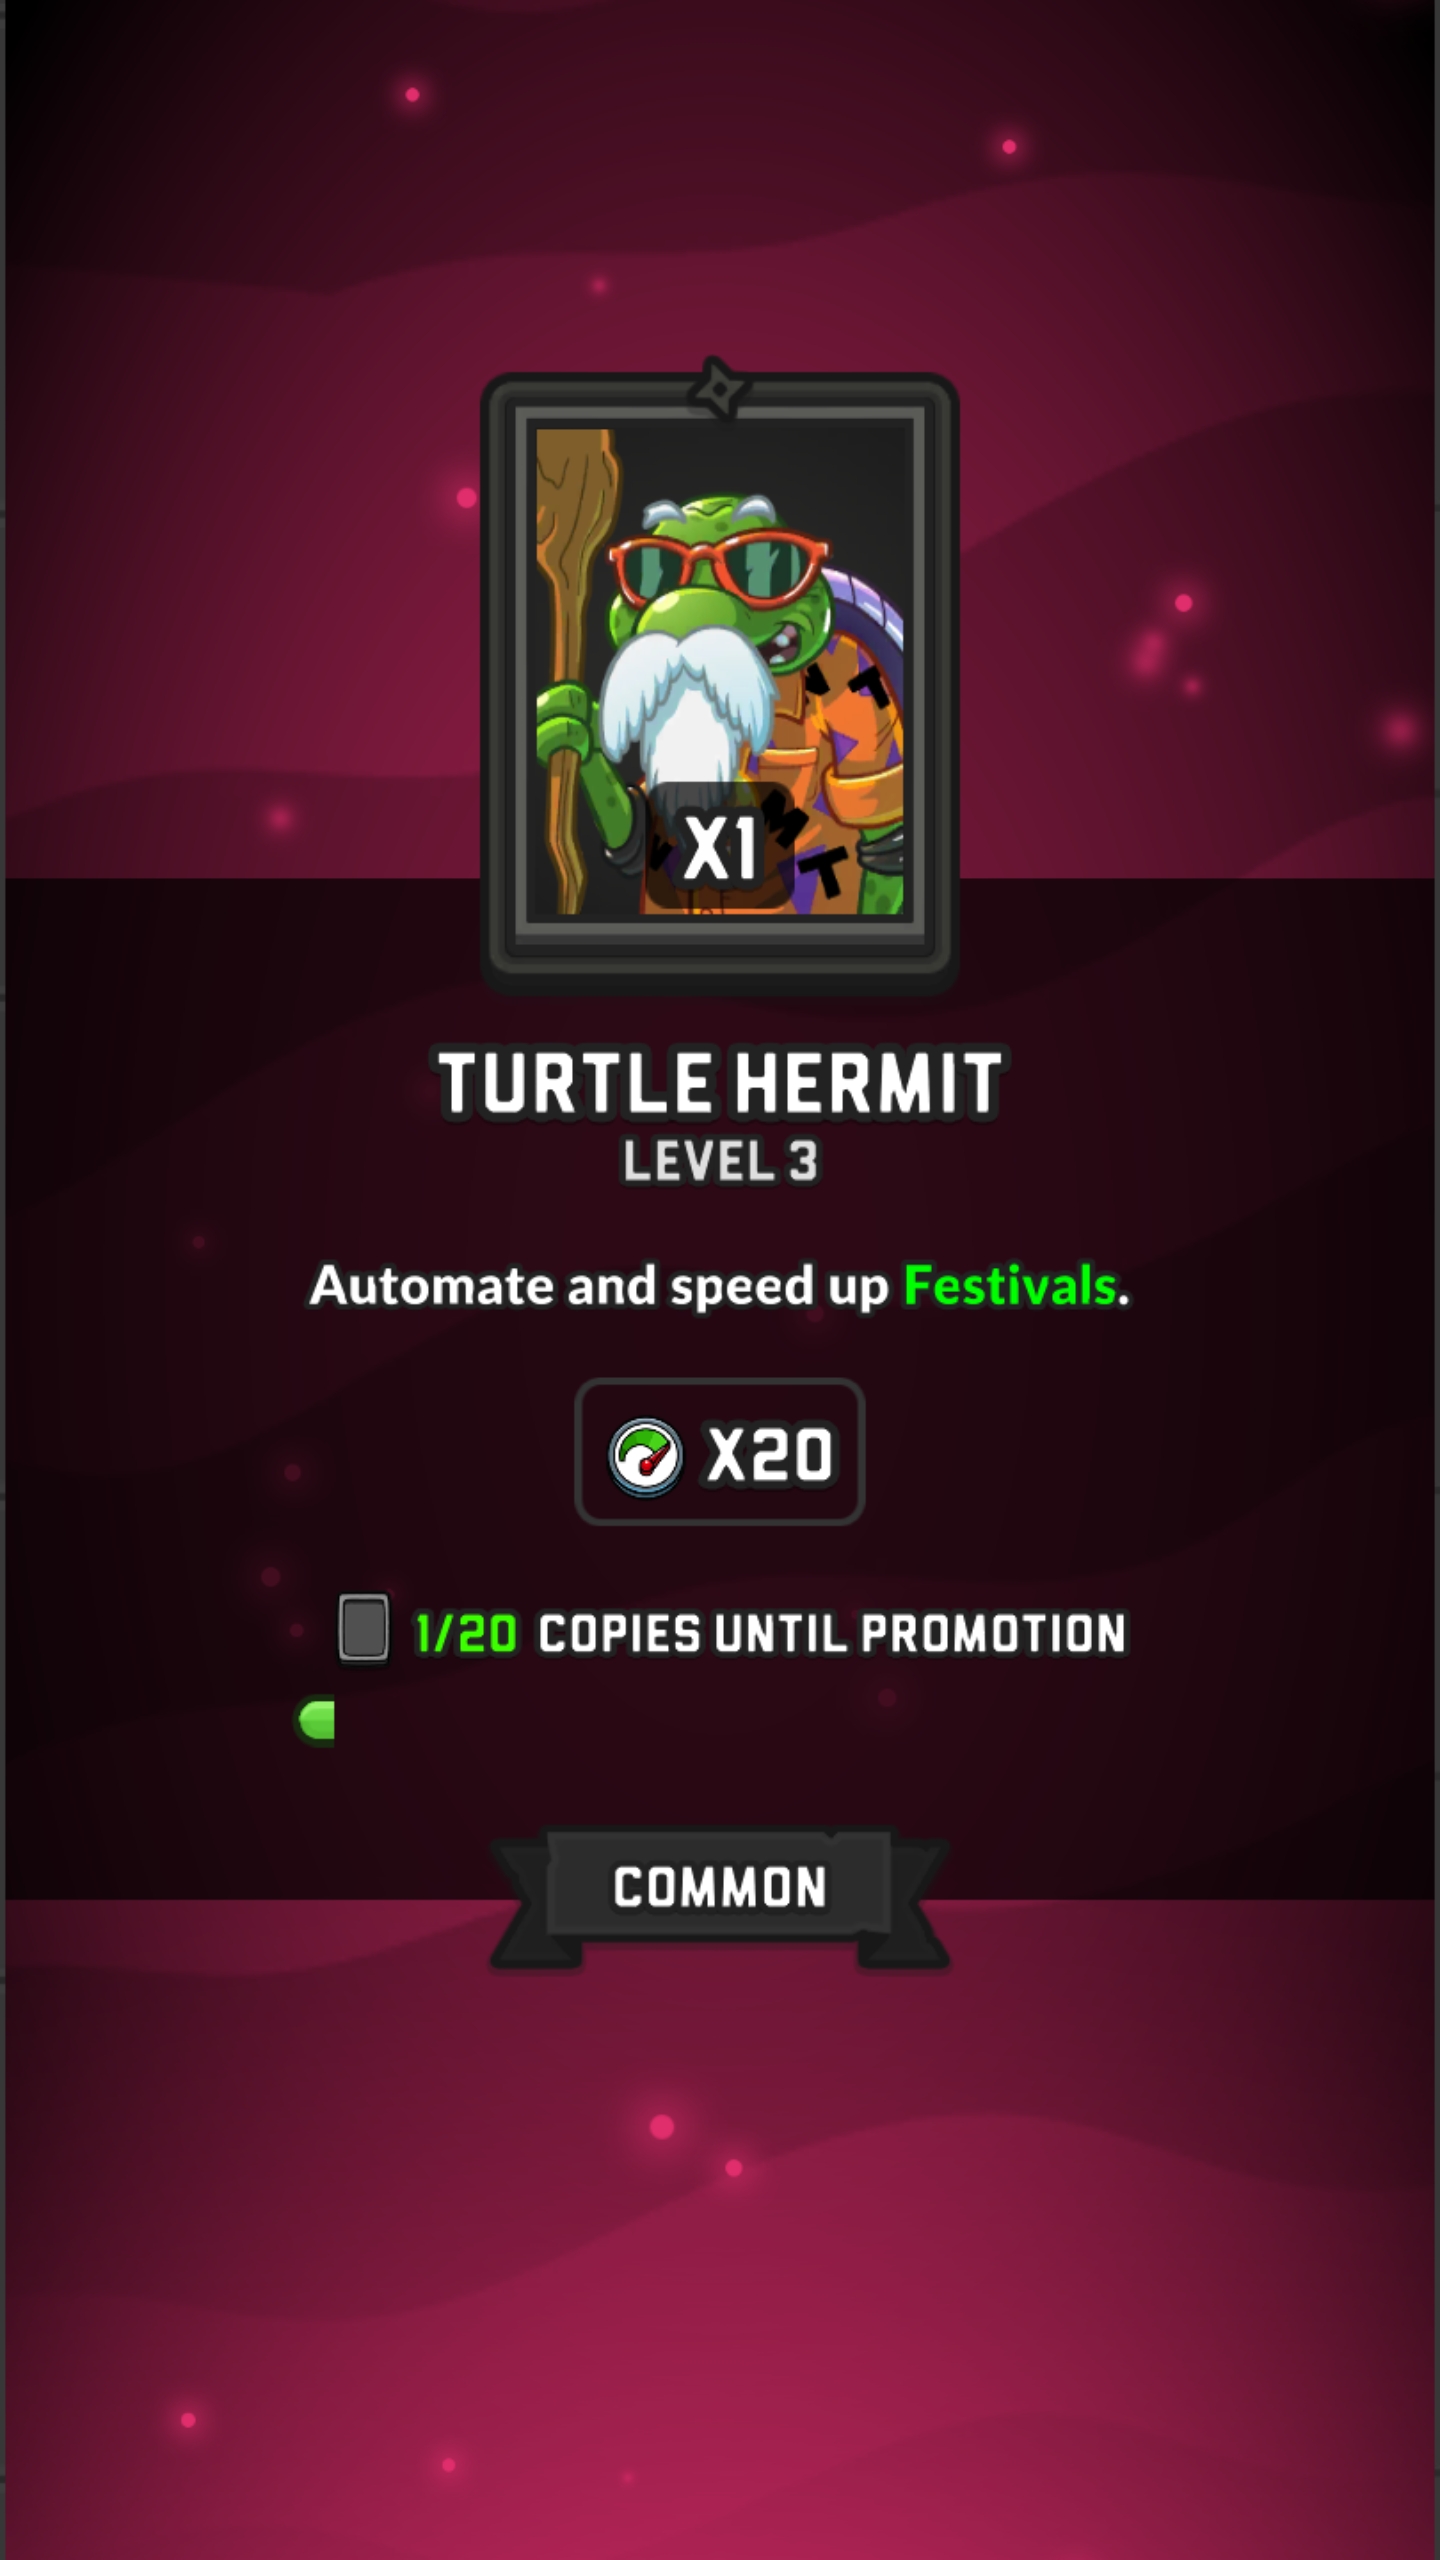 X1
TURTLE HERMIT
LEVEL 3
Automate and speed up Festivals.
X20
1/20 COPIES UNTIL PROMOTION
COMMON